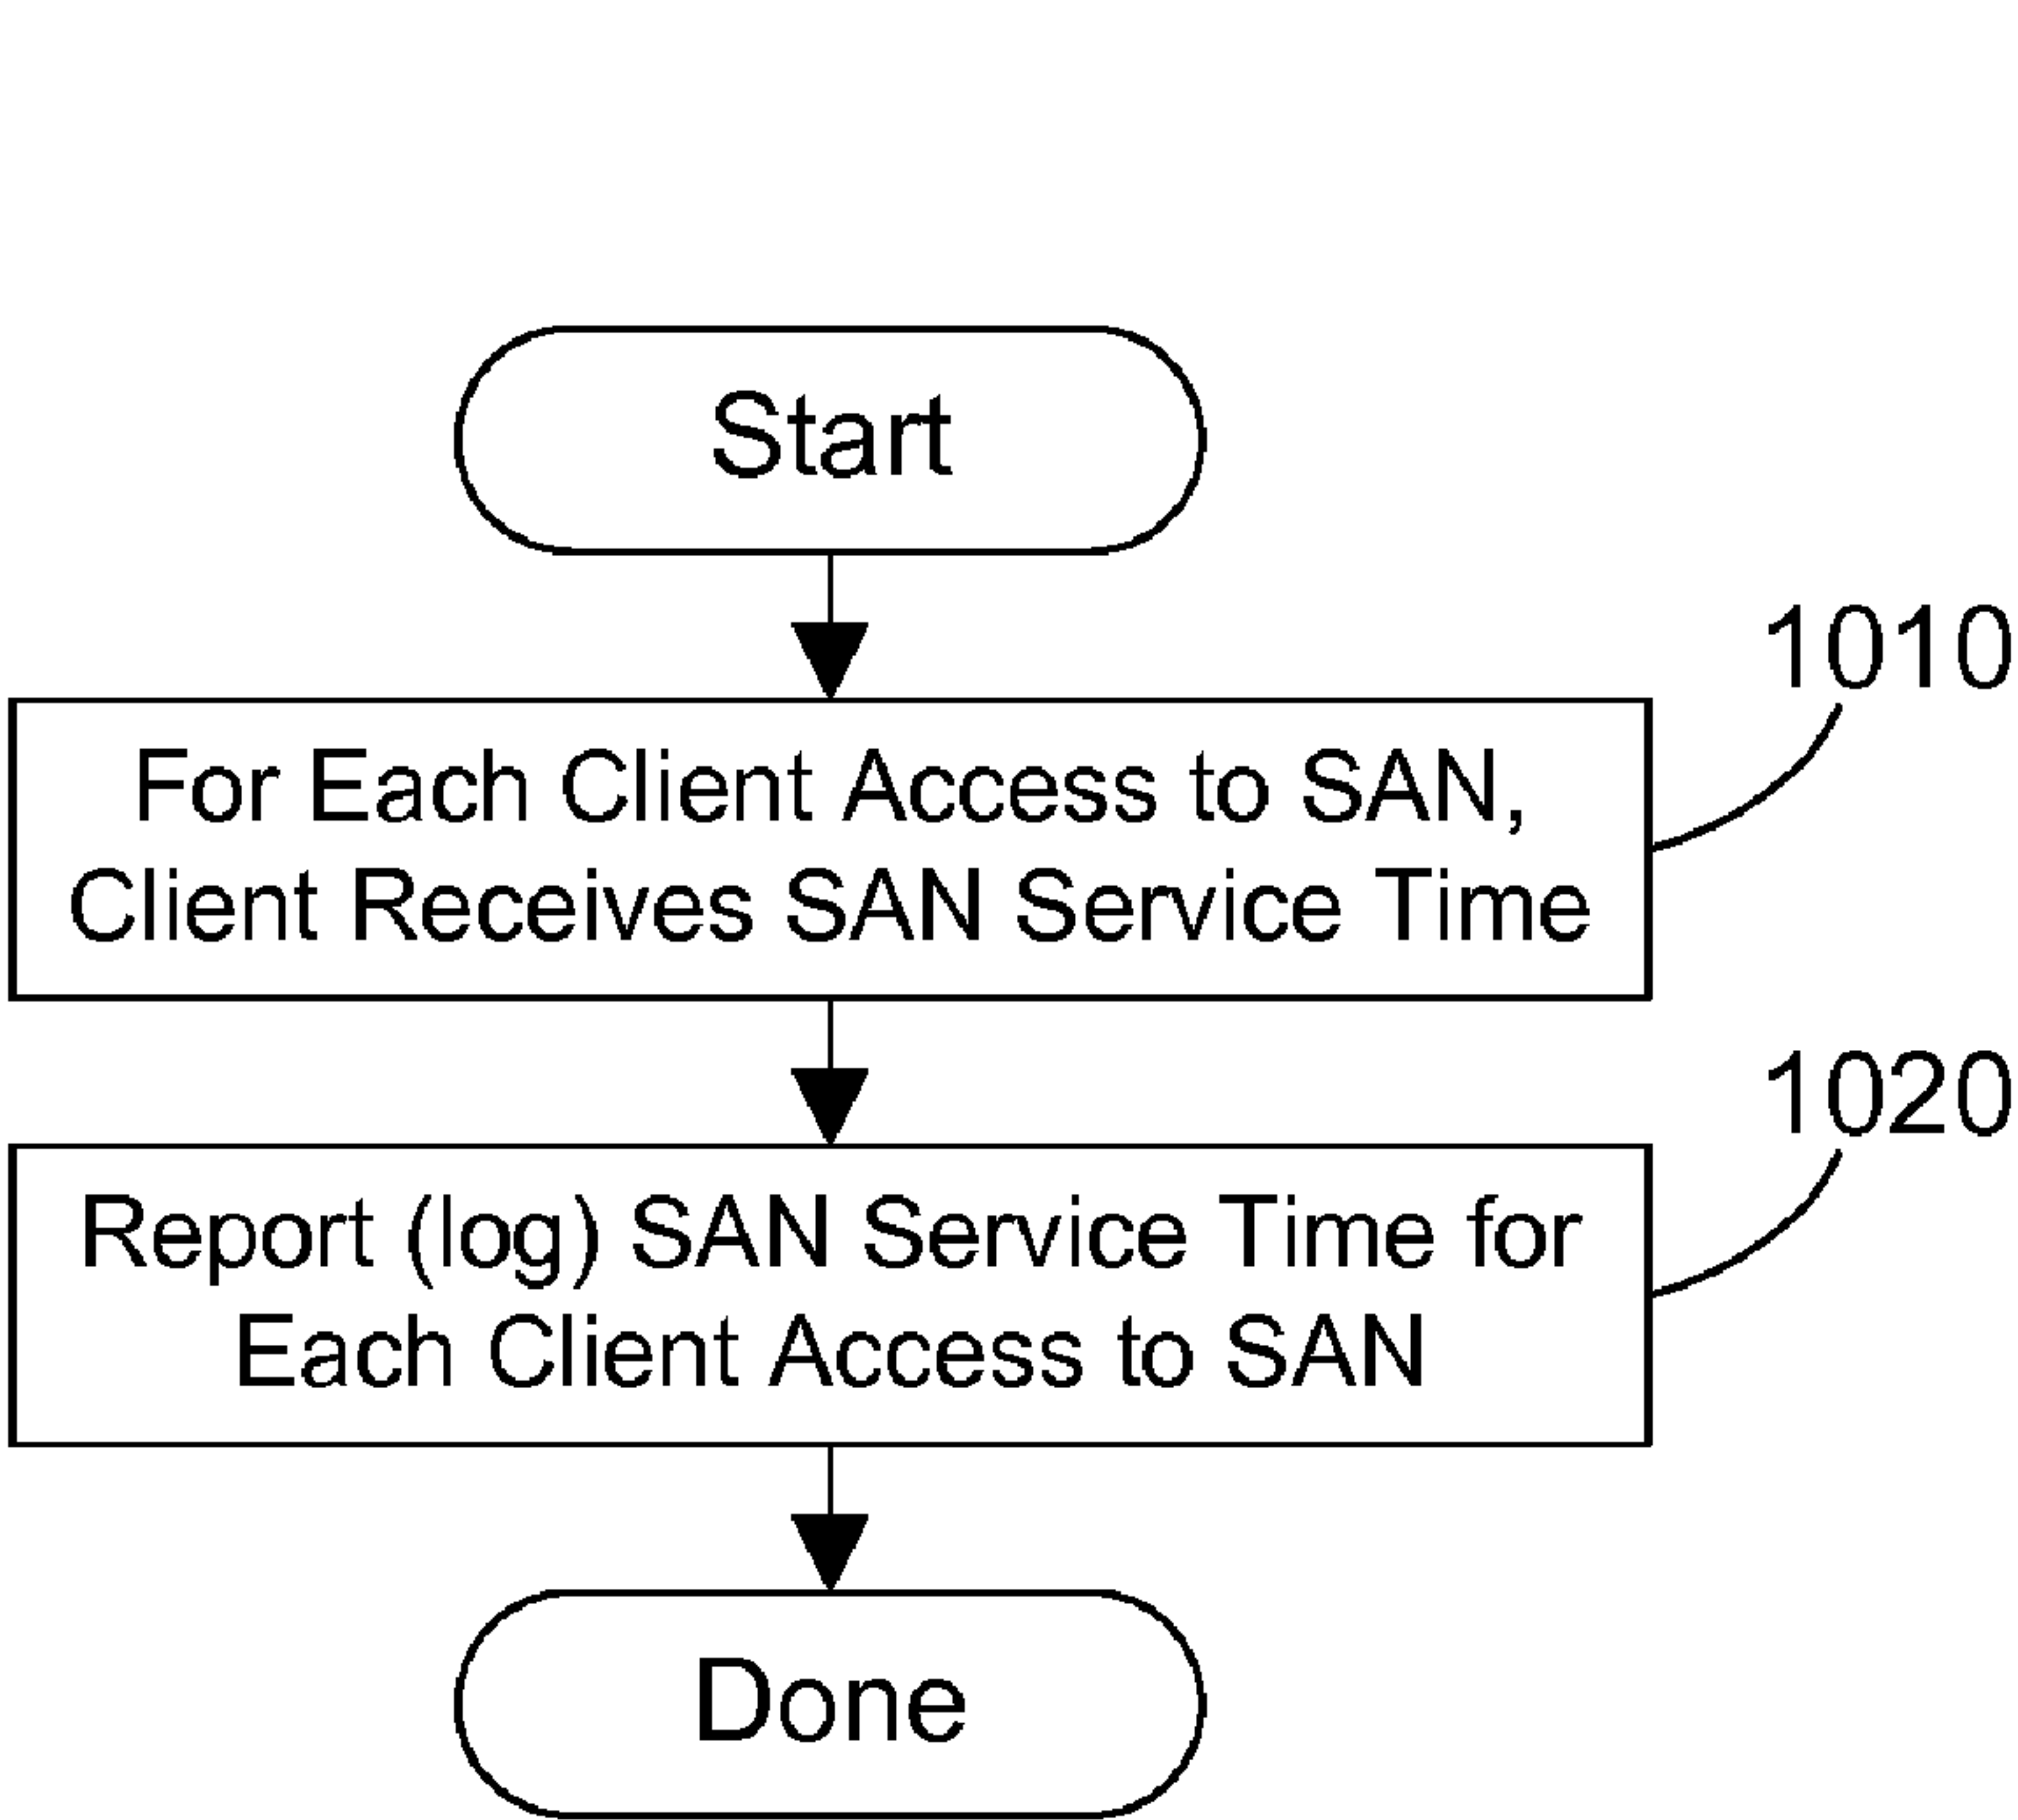 Start
1010
For Each Client Access to SAN,
Client Receives SAN Service Time
1020
Report (log) SAN Service Time for
Each Client Access to SAN
Done